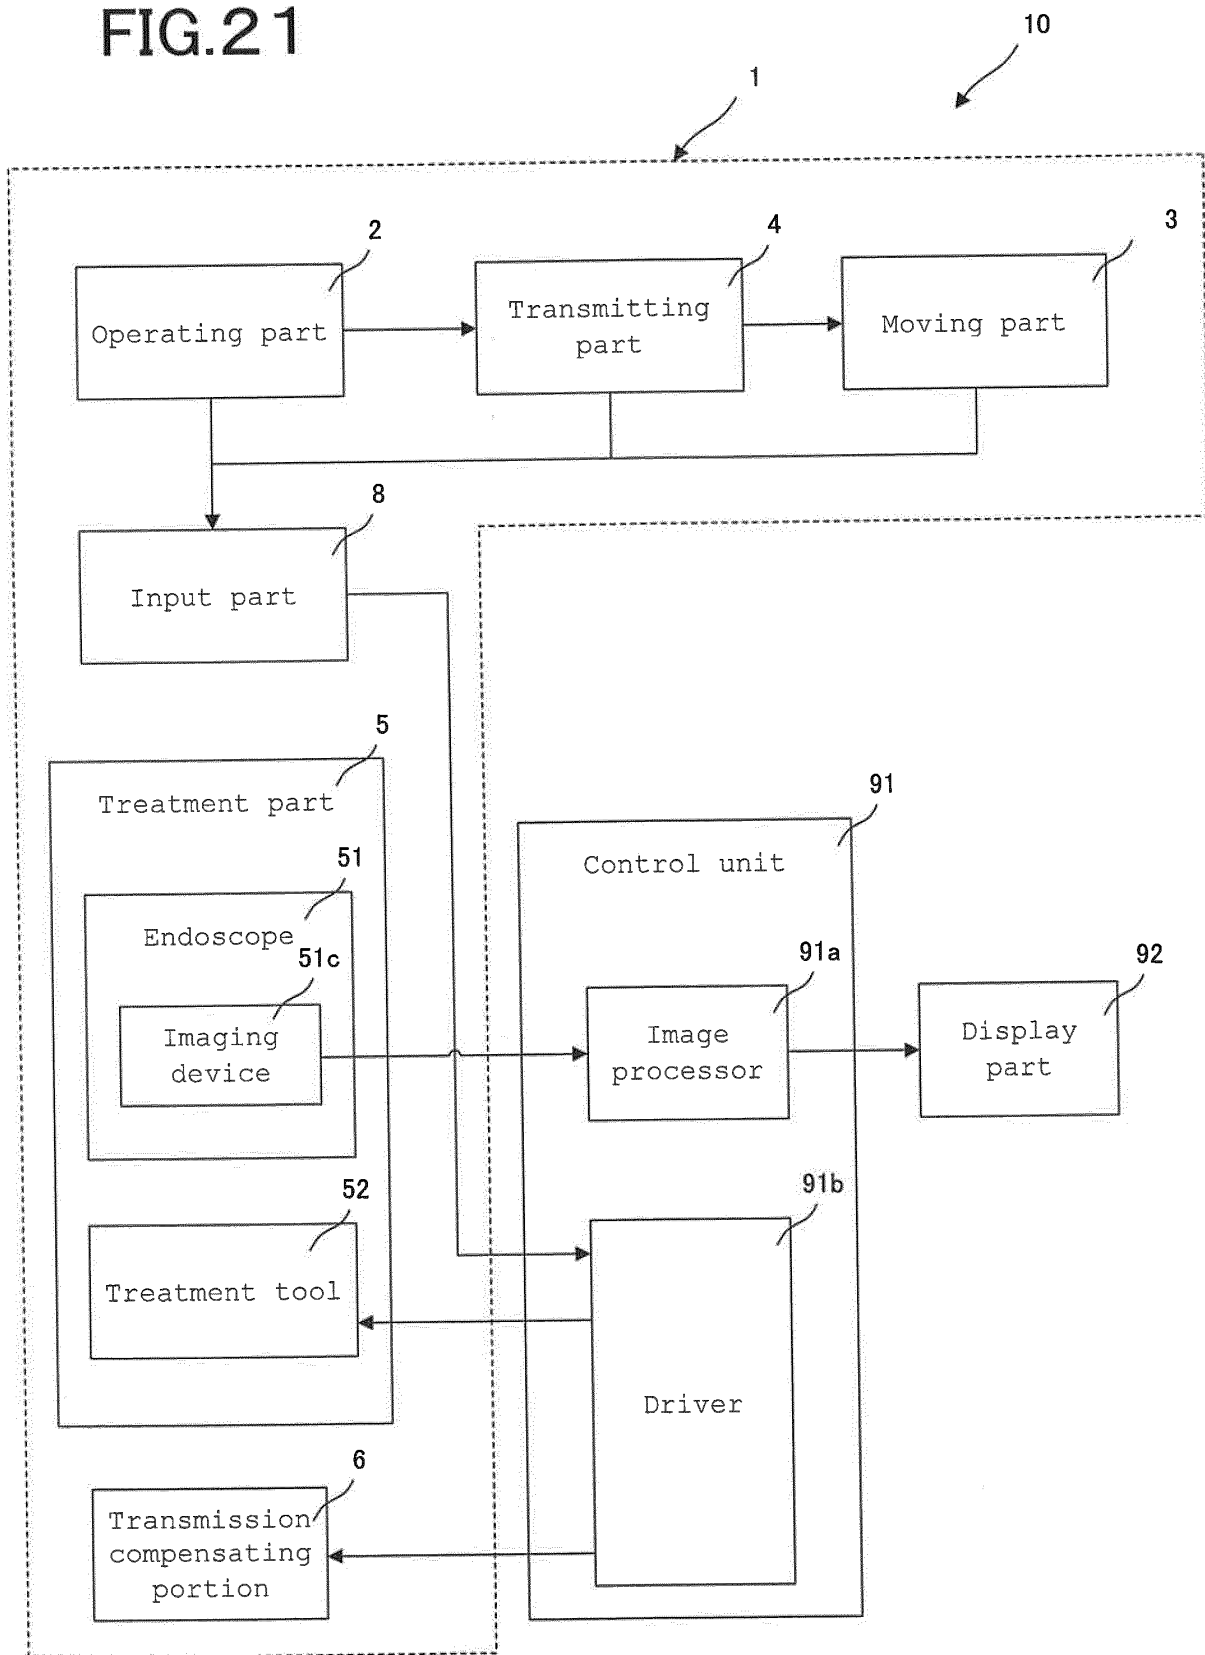 FIG.21
10
1
2
4
3
Operating part
Transmitting
part
Moving part
8
Input part
5
Treatment part
91
Control unit
51
Endoscope
51c
Imaging
device
91a
Image
processor
92
Display
part
52
Treatment tool
91b
Driver
6
Transmission
compensating
portion